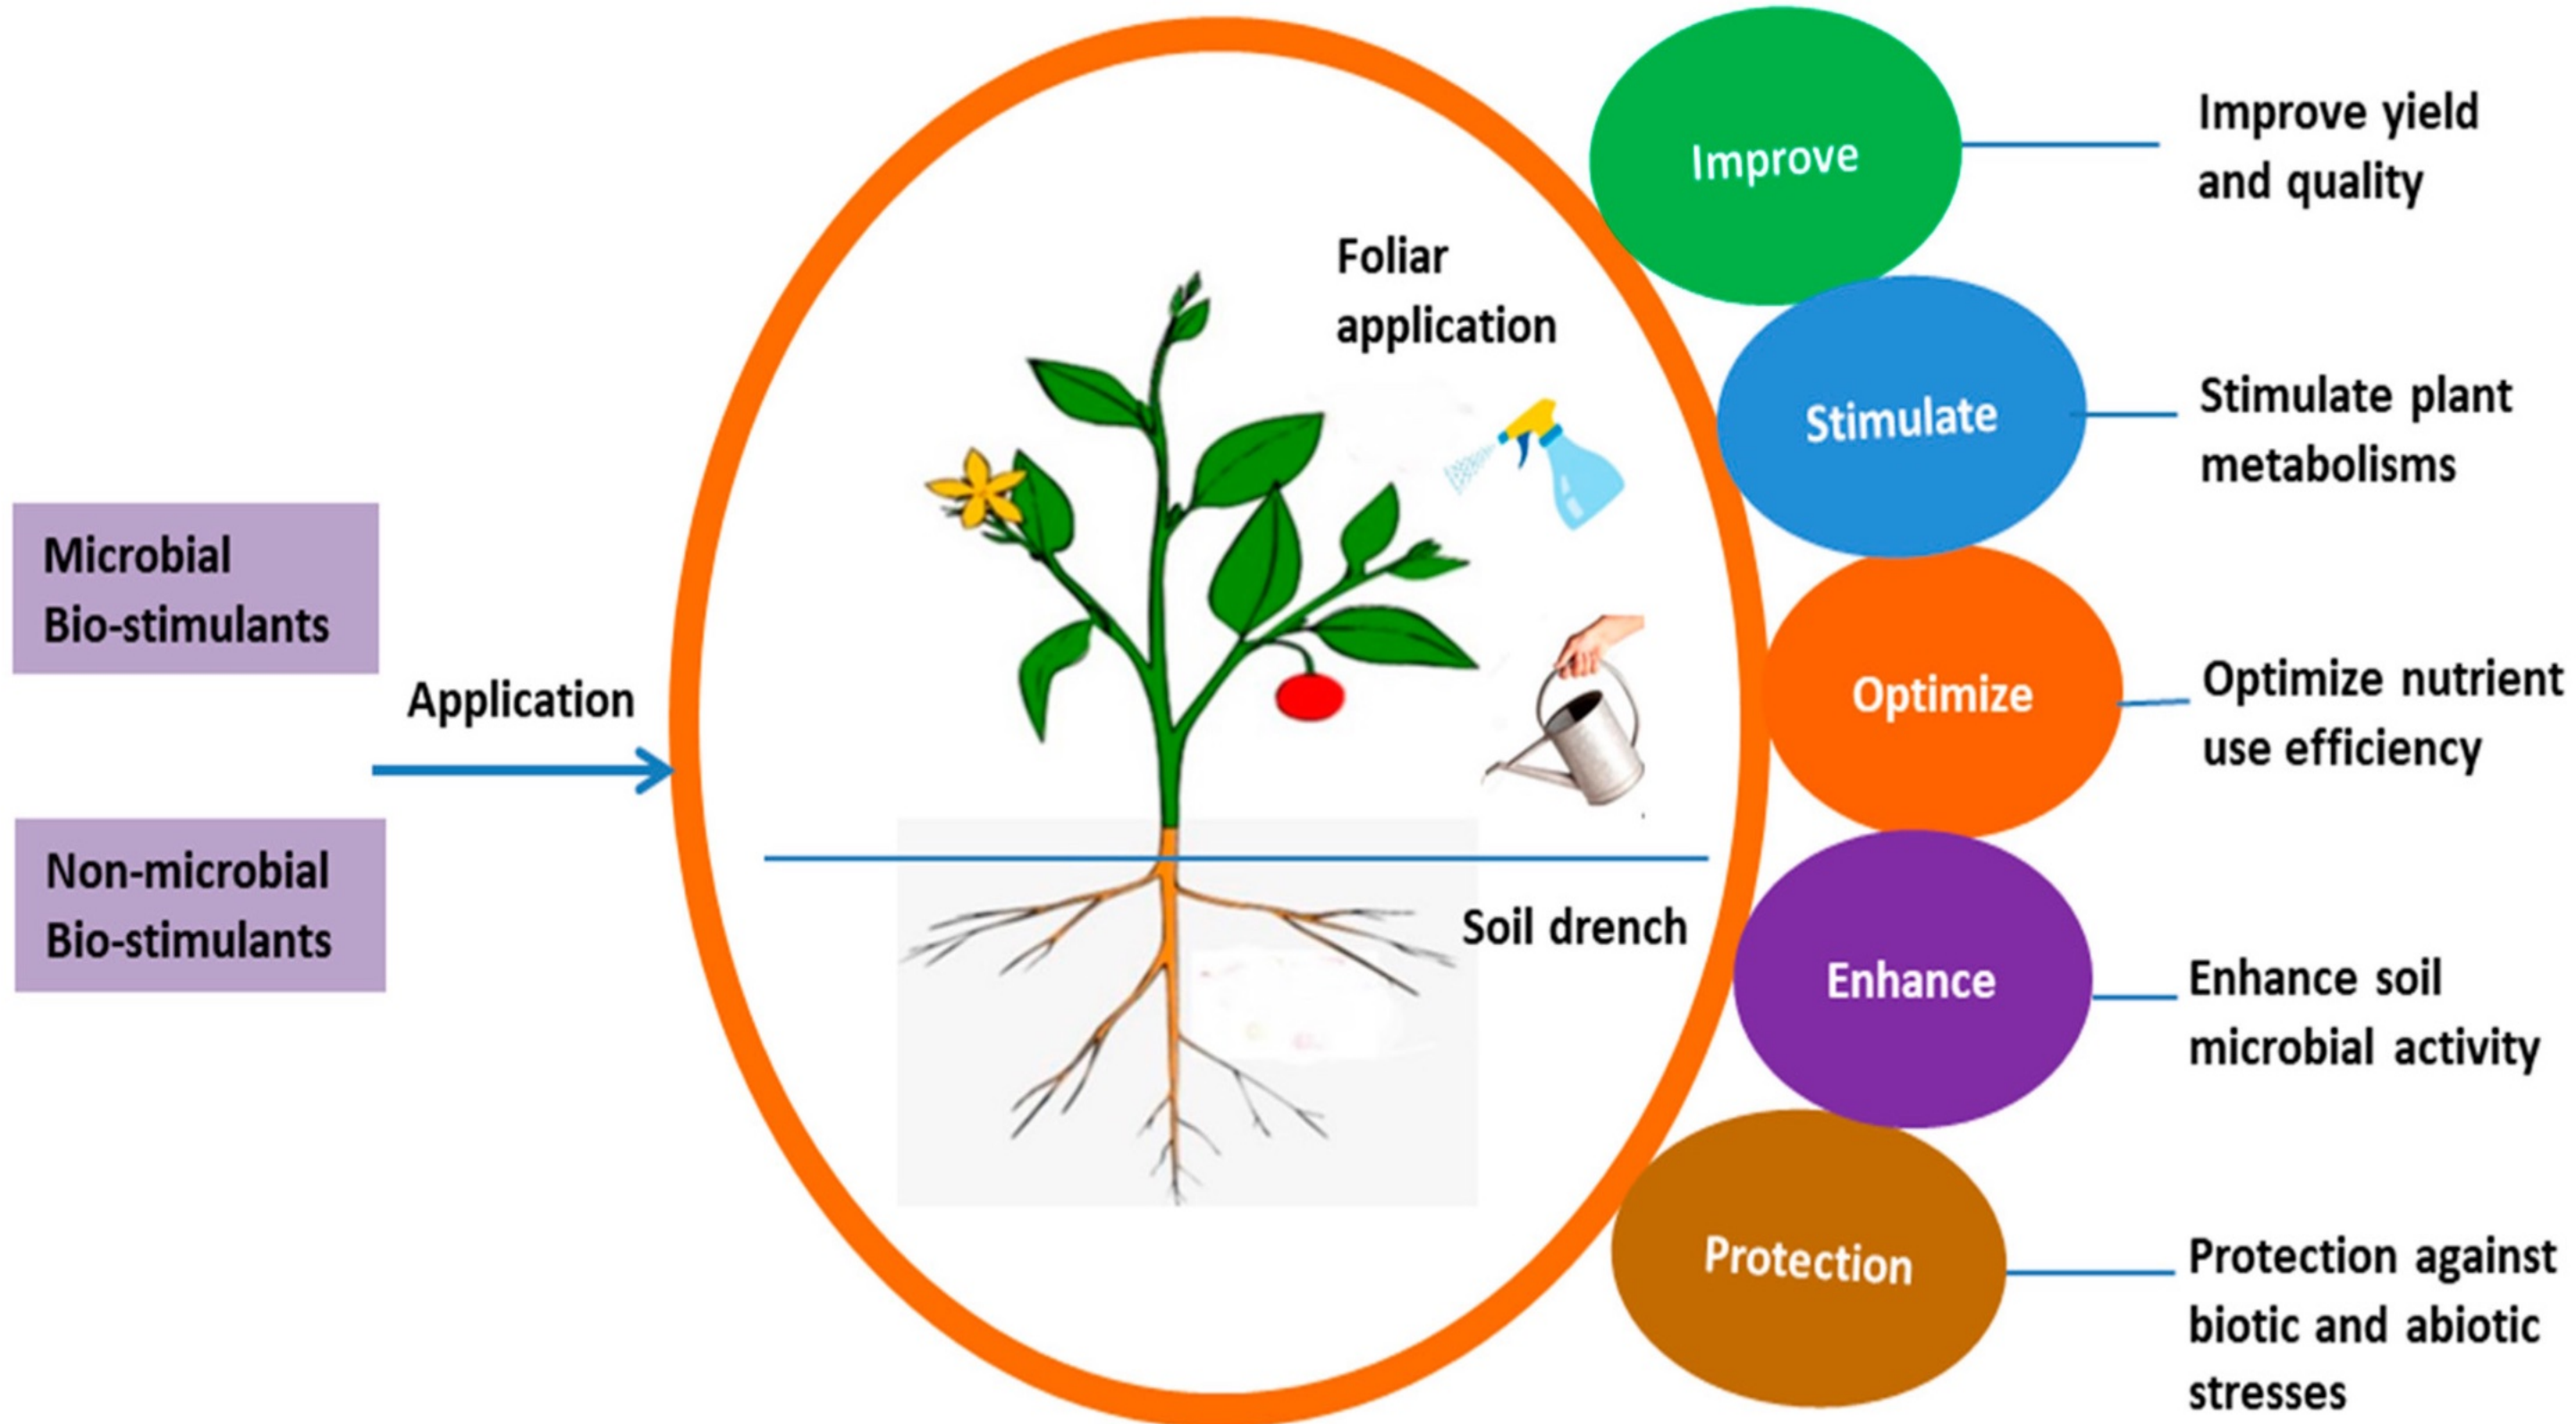 Microbial
Bio-stimulants
Application
Non-microbial
Bio-stimulants
Foliar
application
Soil drench
Improve
Improve yield
and quality
Stimulate
Stimulate plant
metabolisms
Optimize
Optimize nutrient
use efficiency
Enhance
Enhance soil
microbial activity
Protection
Protection against
biotic and abiotic
stresses